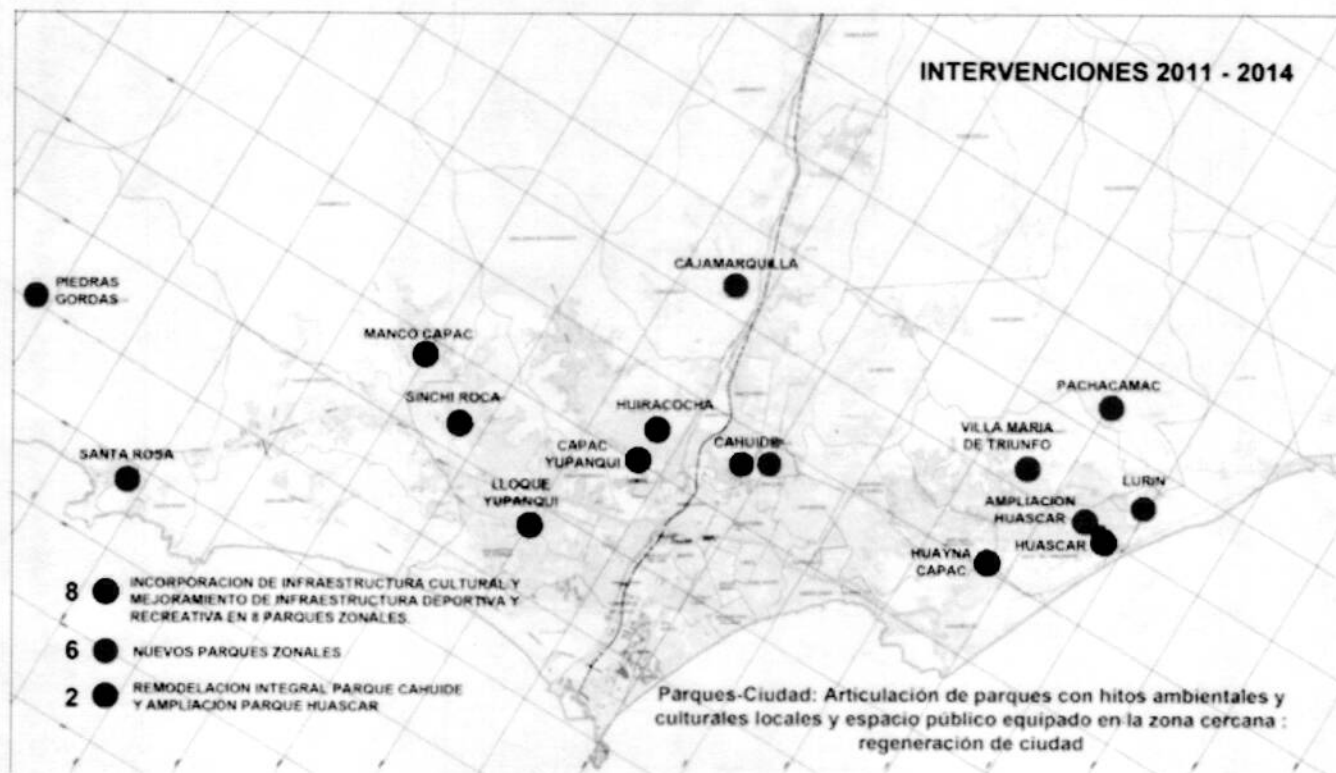 INTERVENCIONES 2011 - 2014
CAJAMARQUILLA
PIEDRAS
GORDAS
MANCO CAPAC
SINCHI ROCA
HUIRACOCHA
PACHACAMAC
SANTA ROSA
CAPAC
YUPANQUI
CAHUIDE
VILLA MARIA
DE TRIUNFO
LLOQUE
YUPANQUI
LURIN
AMPLIACION
HUASCAR
HUASCAR
HUAYNA
CAPAC
8 INCORPORACION DE INFRAESTRUCTURA CULTURAL Y
MEJORAMIENTO DE INFRAESTRUCTURA DEPORTIVA Y
RECREATIVA EN 8 PARQUES ZONALES.
6 NUEVOS PARQUES ZONALES
2 REMODELACION INTEGRAL PARQUE CAHUIDE
Y AMPLIACIÓN PARQUE HUASCAR
Parques-Ciudad: Articulación de parques con hitos ambientales y
culturales locales y espacio público equipado en la zona cercana :
regeneración de ciudad